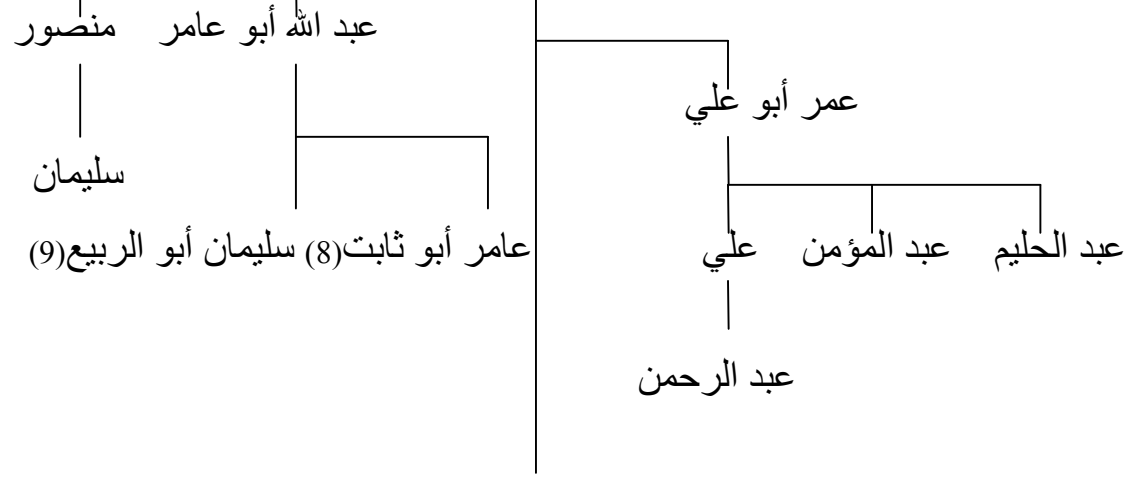 عبد الله أبو عامر منصور
عمر أبو علي
سليمان
عبد الحليم عبد المؤمن علي عامر أبو ثابت(8) سليمان أبو الربيع(9)
عبد الرحمن